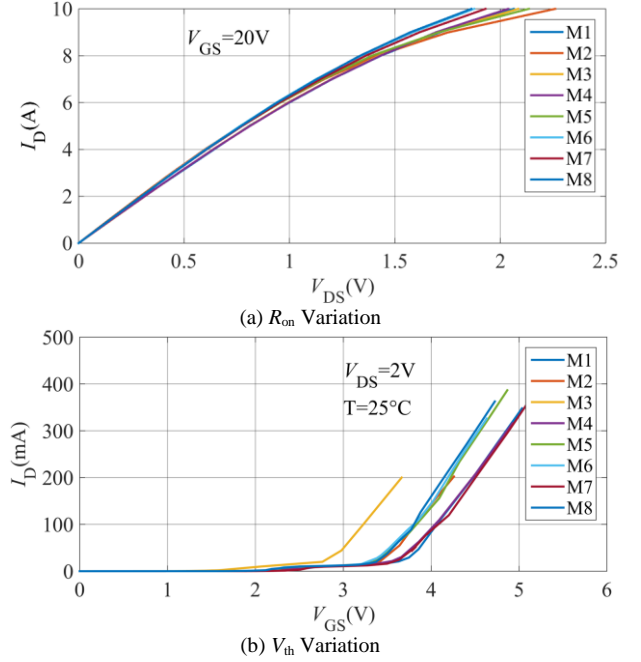 10
8
6
4
2
0
I_D(A)
V_GS=20V
M1
M2
M3
M4
M5
M6
M7
M8
0 0.5 1 1.5 2 2.5
V_DS(V)
(a) R_on Variation
500
400
300
200
100
0
I_D(mA)
V_DS=2V
T=25°C
M1
M2
M3
M4
M5
M6
M7
M8
0 1 2 3 4 5 6
V_GS(V)
(b) V_th Variation